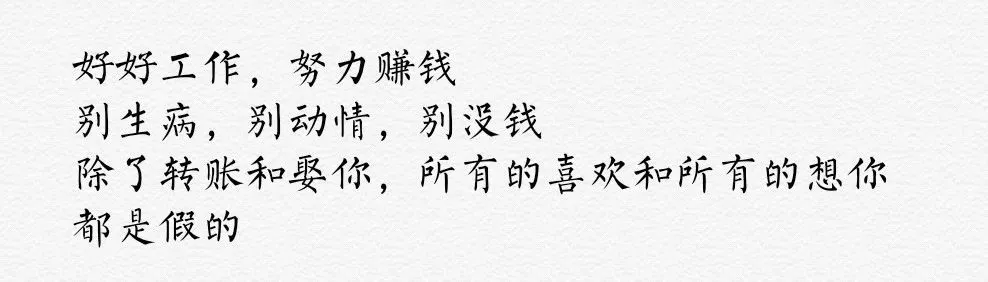 好好工作，努力赚钱
别生病，别动情，别没钱
除了转账和娶你，所有的喜欢和所有的想你
都是假的